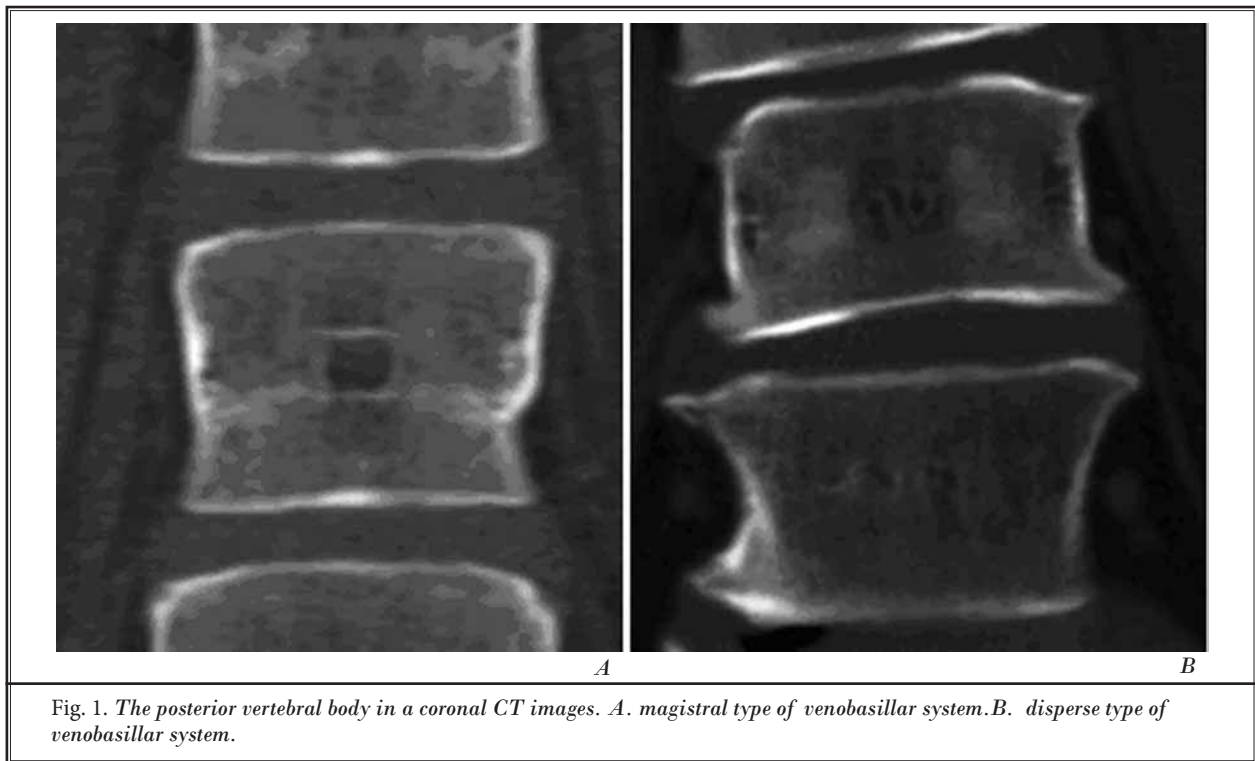 A
B
Fig. 1. The posterior vertebral body in a coronal CT images. A. magistral type of venobasillar system.B. disperse type of
venobasillar system.